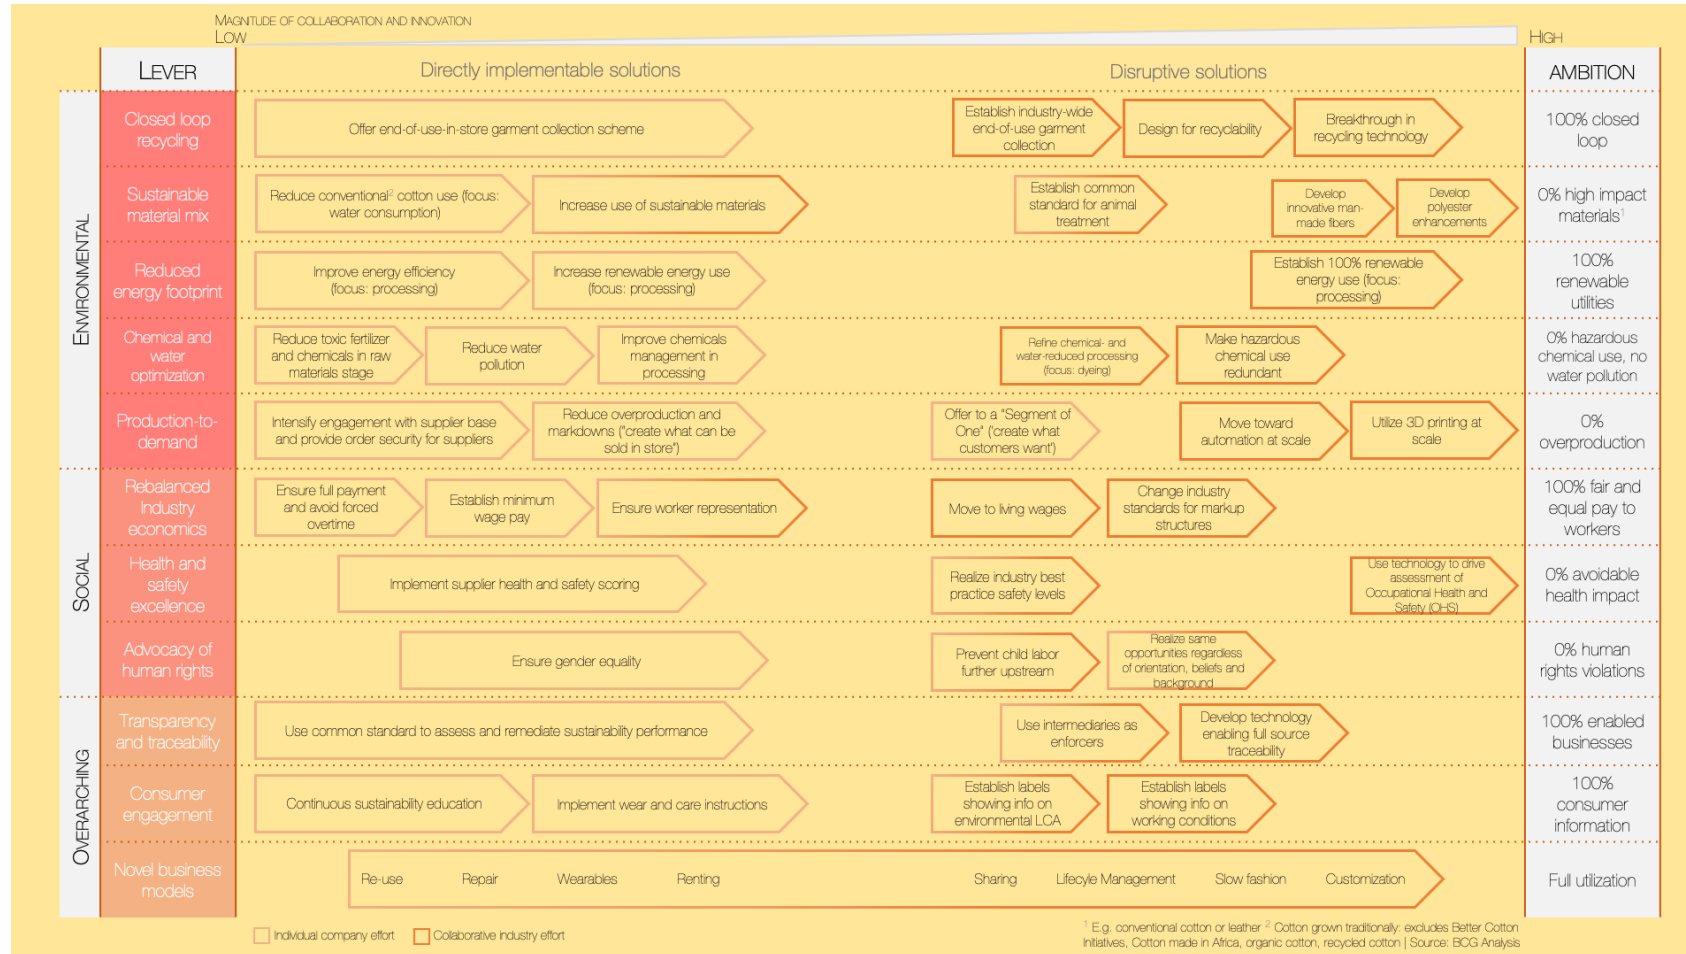 MAGNITUDE OF COLLABORATION AND INNOVATION
LOW
HIGH
LEVER
Directly implementable solutions
Disruptive solutions
AMBITION
ENVIRONMENTAL
Closed loop
recycling
Offer end-of-use-in-store garment collection scheme
Establish industry-wide
end-of-use garment
collection
Design for recyclability
Breakthrough in
recycling technology
100% closed
loop
Sustainable
material mix
Reduce conventional² cotton use (focus:
water consumption)
Increase use of sustainable materials
Establish common
standard for animal
treatment
Develop
innovative man-
made fibers
Develop
polyester
enhancements
0% high impact
materials¹
Reduced
energy footprint
Improve energy efficiency
(focus: processing)
Increase renewable energy use
(focus: processing)
Establish 100% renewable
energy use (focus:
processing)
100%
renewable
utilities
Chemical and
water
optimization
Reduce toxic fertilizer
and chemicals in raw
materials stage
Reduce water
pollution
Improve chemicals
management in
processing
Refine chemical- and
water-reduced processing
(focus: dyeing)
Make hazardous
chemical use
redundant
0% hazardous
chemical use, no
water pollution
Production-to-
demand
Intensify engagement with supplier base
and provide order security for suppliers
Reduce overproduction and
markdowns ("create what can be
sold in store")
Offer to a "Segment of
One" ('create what
customers want')
Move toward
automation at scale
Utilize 3D printing at
scale
0%
overproduction
SOCIAL
Rebalanced
Industry
economics
Ensure full payment
and avoid forced
overtime
Establish minimum
wage pay
Ensure worker representation
Move to living wages
Change industry
standards for markup
structures
100% fair and
equal pay to
workers
Health and
safety
excellence
Implement supplier health and safety scoring
Realize industry best
practice safety levels
Use technology to drive
assessment of
Occupational Health and
Safety (OHS)
0% avoidable
health impact
Advocacy of
human rights
Ensure gender equality
Prevent child labor
further upstream
Realize same
opportunities regardless
of orientation, beliefs and
background
0% human
rights violations
OVERARCHING
Transparency
and traceability
Use common standard to assess and remediate sustainability performance
Use intermediaries as
enforcers
Develop technology
enabling full source
traceability
100% enabled
businesses
Consumer
engagement
Continuous sustainability education
Implement wear and care instructions
Establish labels
showing info on
environmental LCA
Establish labels
showing info on
working conditions
100%
consumer
information
Novel business
models
Re-use
Repair
Wearables
Renting
Sharing
Lifecyle Management
Slow fashion
Customization
Full utilization
Individual company effort
Collaborative industry effort
¹ E.g. conventional cotton or leather ² Cotton grown traditionally: excludes Better Cotton
Initiatives, Cotton made in Africa, organic cotton, recycled cotton | Source: BCG Analysis